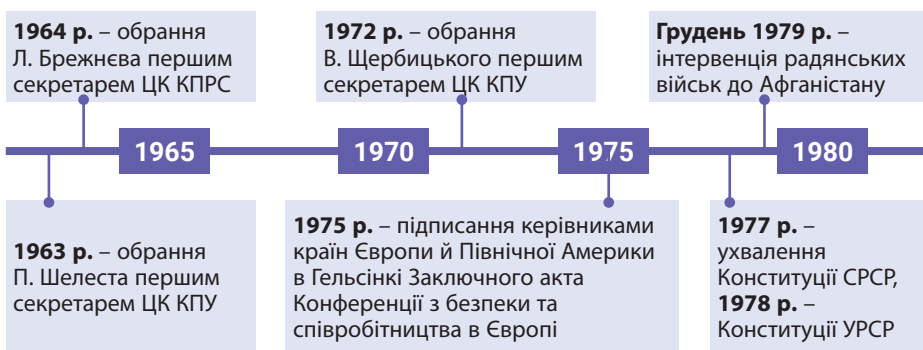 1964 р. – обрання
Л. Брежнєва першим
секретарем ЦК КПРС
1972 р. – обрання
В. Щербицького першим
секретарем ЦК КПУ
Грудень 1979 р. –
інтервенція радянських
військ до Афганістану
1965
1970
1975
1980
1963 р. – обрання
П. Шелеста першим
секретарем ЦК КПУ
1975 р. – підписання керівниками
країн Європи й Північної Америки
в Гельсінкі Заключного акта
Конференції з безпеки та
співробітництва в Європі
1977 р. –
ухвалення
Конституції СРСР,
1978 р. –
Конституції УРСР